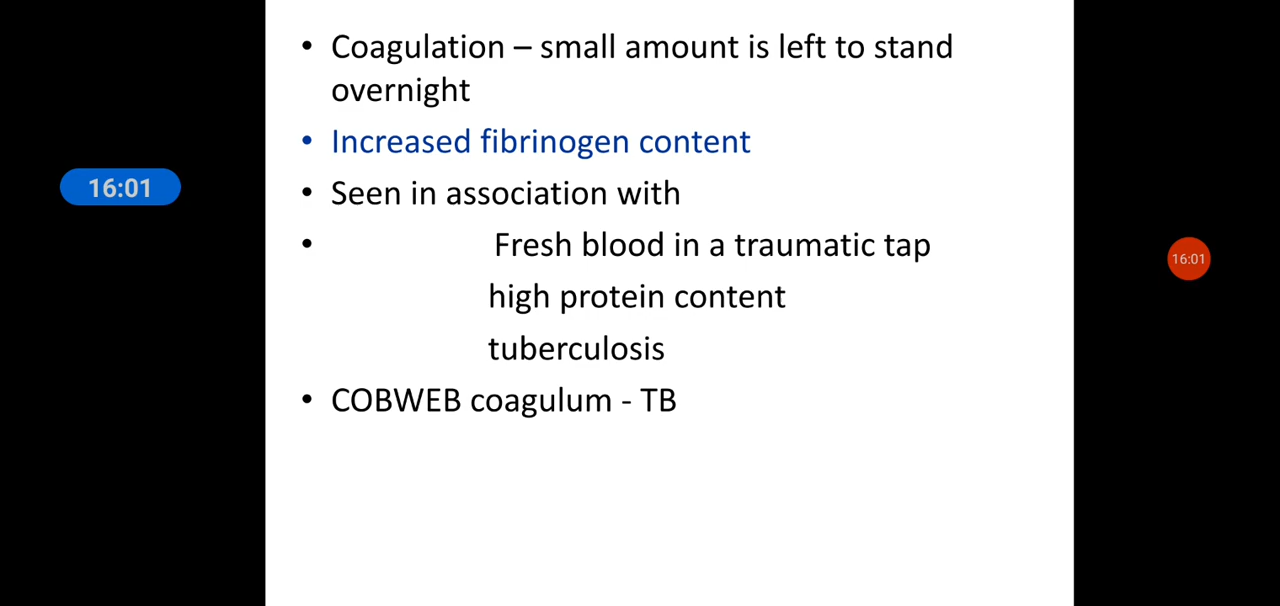 • Coagulation – small amount is left to stand
overnight
• Increased fibrinogen content
16:01
• Seen in association with
• Fresh blood in a traumatic tap
16:01
high protein content
tuberculosis
• COBWEB coagulum - TB